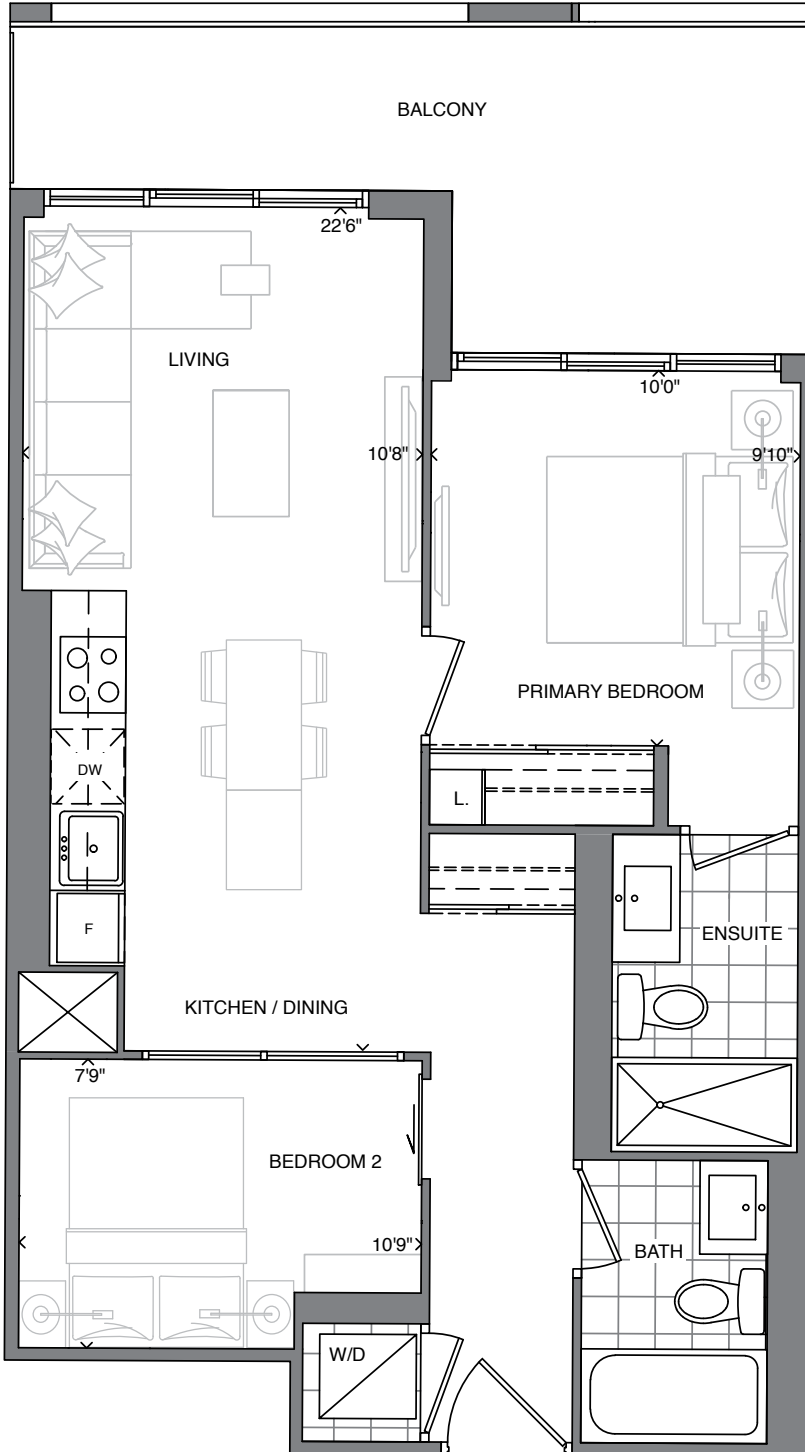 BALCONY
22'6"
LIVING
10'0"
10'8"
9'10"
PRIMARY BEDROOM
DW
L.
F
ENSUITE
KITCHEN / DINING
7'9"
BEDROOM 2
10'9"
BATH
W/D